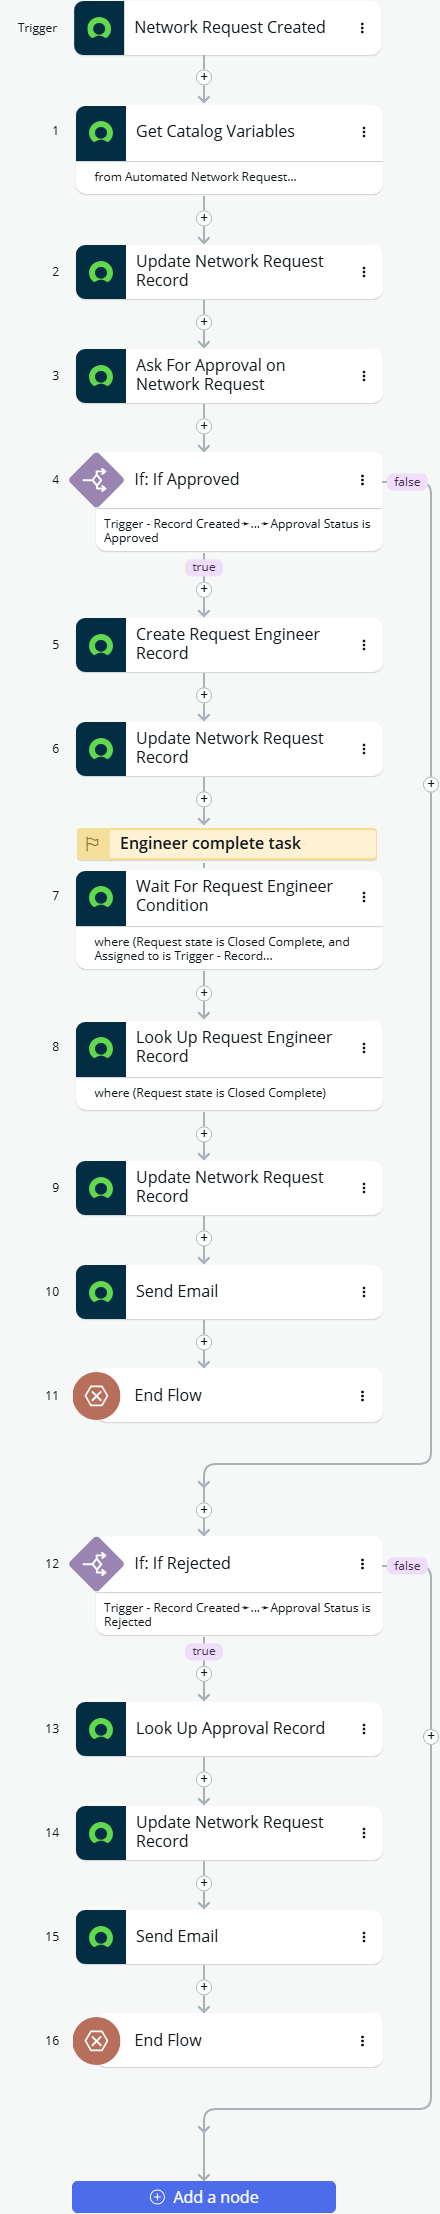 Trigger
Network Request Created
1
Get Catalog Variables
from Automated Network Request...
2
Update Network Request
Record
3
Ask For Approval on
Network Request
4
If: If Approved
false
Trigger - Record Created➛...➛Approval Status is
Approved
true
5
Create Request Engineer
Record
6
Update Network Request
Record
Engineer complete task
7
Wait For Request Engineer
Condition
where (Request state is Closed Complete, and
Assigned to is Trigger - Record...
8
Look Up Request Engineer
Record
where (Request state is Closed Complete)
9
Update Network Request
Record
10
Send Email
11
End Flow
12
If: If Rejected
false
Trigger - Record Created➛...➛Approval Status is
Rejected
true
13
Look Up Approval Record
14
Update Network Request
Record
15
Send Email
16
End Flow
Add a node